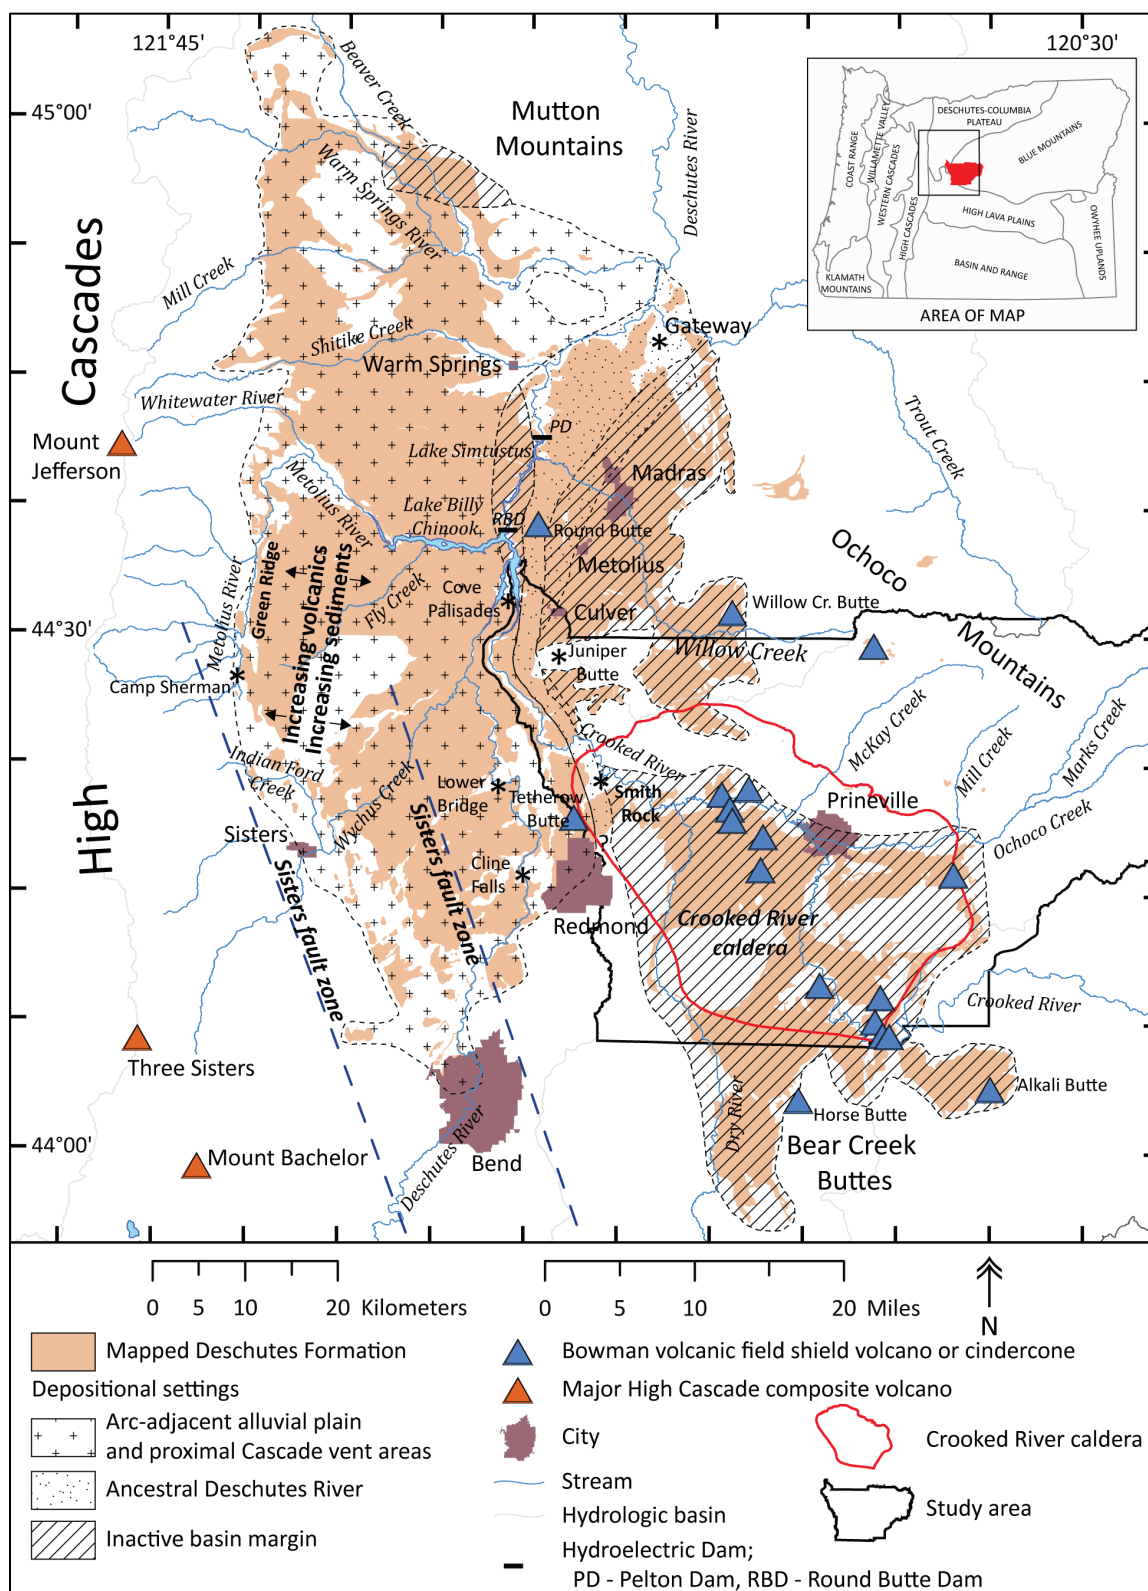 121°45'
120°30'
45°00'
44°30'
44°00'
Beaver Creek
Mutton
Mountains
Deschutes River
Warm Springs River
Mill Creek
Shitike Creek
Gateway
Warm Springs
Cascades
High
Whitewater River
Mount
Jefferson
PD
Lake Simtustus
Madras
Metolius River
Lake Billy
Chinook
RBD
Round Butte
Metolius
Trout Creek
Ochoco
Mountains
Green Ridge
Metolius River
Increasing volcanics
Increasing sediments
Fly Creek
Cove
Palisades
Culver
Willow Cr. Butte
Willow Creek
Juniper
Butte
Camp Sherman
Indian Ford
Creek
Crooked River
McKay Creek
Mill Creek
Marks Creek
Ochoco Creek
Lower
Bridge
Tetherow
Butte
Smith
Rock
Prineville
Sisters
Wychus Creek
Cline
Falls
Redmond
?
Crooked River
caldera
Sisters fault zone
Sisters fault zone
Crooked River
Three Sisters
Dry River
Alkali Butte
Horse Butte
Mount Bachelor
Deschutes River
Bend
Bear Creek
Buttes
COAST RANGE
WILLAMETTE VALLEY
WESTERN CASCADES
HIGH CASCADES
DESCHUTES-COLUMBIA
PLATEAU
BLUE MOUNTAINS
HIGH LAVA PLAINS
OWYHEE UPLANDS
BASIN AND RANGE
KLAMATH
MOUNTAINS
AREA OF MAP
0 5 10 20 Kilometers
0 5 10 20 Miles
N
Mapped Deschutes Formation
Depositional settings
Arc-adjacent alluvial plain
and proximal Cascade vent areas
Ancestral Deschutes River
Inactive basin margin
Bowman volcanic field shield volcano or cindercone
Major High Cascade composite volcano
City
Stream
Hydrologic basin
Hydroelectric Dam;
PD - Pelton Dam, RBD - Round Butte Dam
Crooked River caldera
Study area